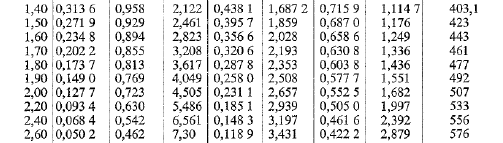 1,40 0,313 6 0,958 2,122 0,438 1 1,687 2 0,715 9 1,114 7 403,1
1,50 0,271 9 0,929 2,461 0,395 7 1,859 0,687 0 1,176 423
1,60 0,234 8 0,894 2,823 0,356 6 2,028 0,658 6 1,249 443
1,70 0,202 2 0,855 3,208 0,320 6 2,193 0,630 8 1,336 461
1,80 0,173 7 0,813 3,617 0,287 8 2,353 0,603 8 1,436 477
1,90 0,149 0 0,769 4,049 0,258 0 2,508 0,577 7 1,551 492
2,00 0,127 7 0,723 4,505 0,231 1 2,657 0,552 5 1,682 507
2,20 0,093 4 0,630 5,486 0,185 1 2,939 0,505 0 1,997 533
2,40 0,068 4 0,542 6,561 0,148 3 3,197 0,461 6 2,392 556
2,60 0,050 2 0,462 7,30 0,118 9 3,431 0,422 2 2,879 576